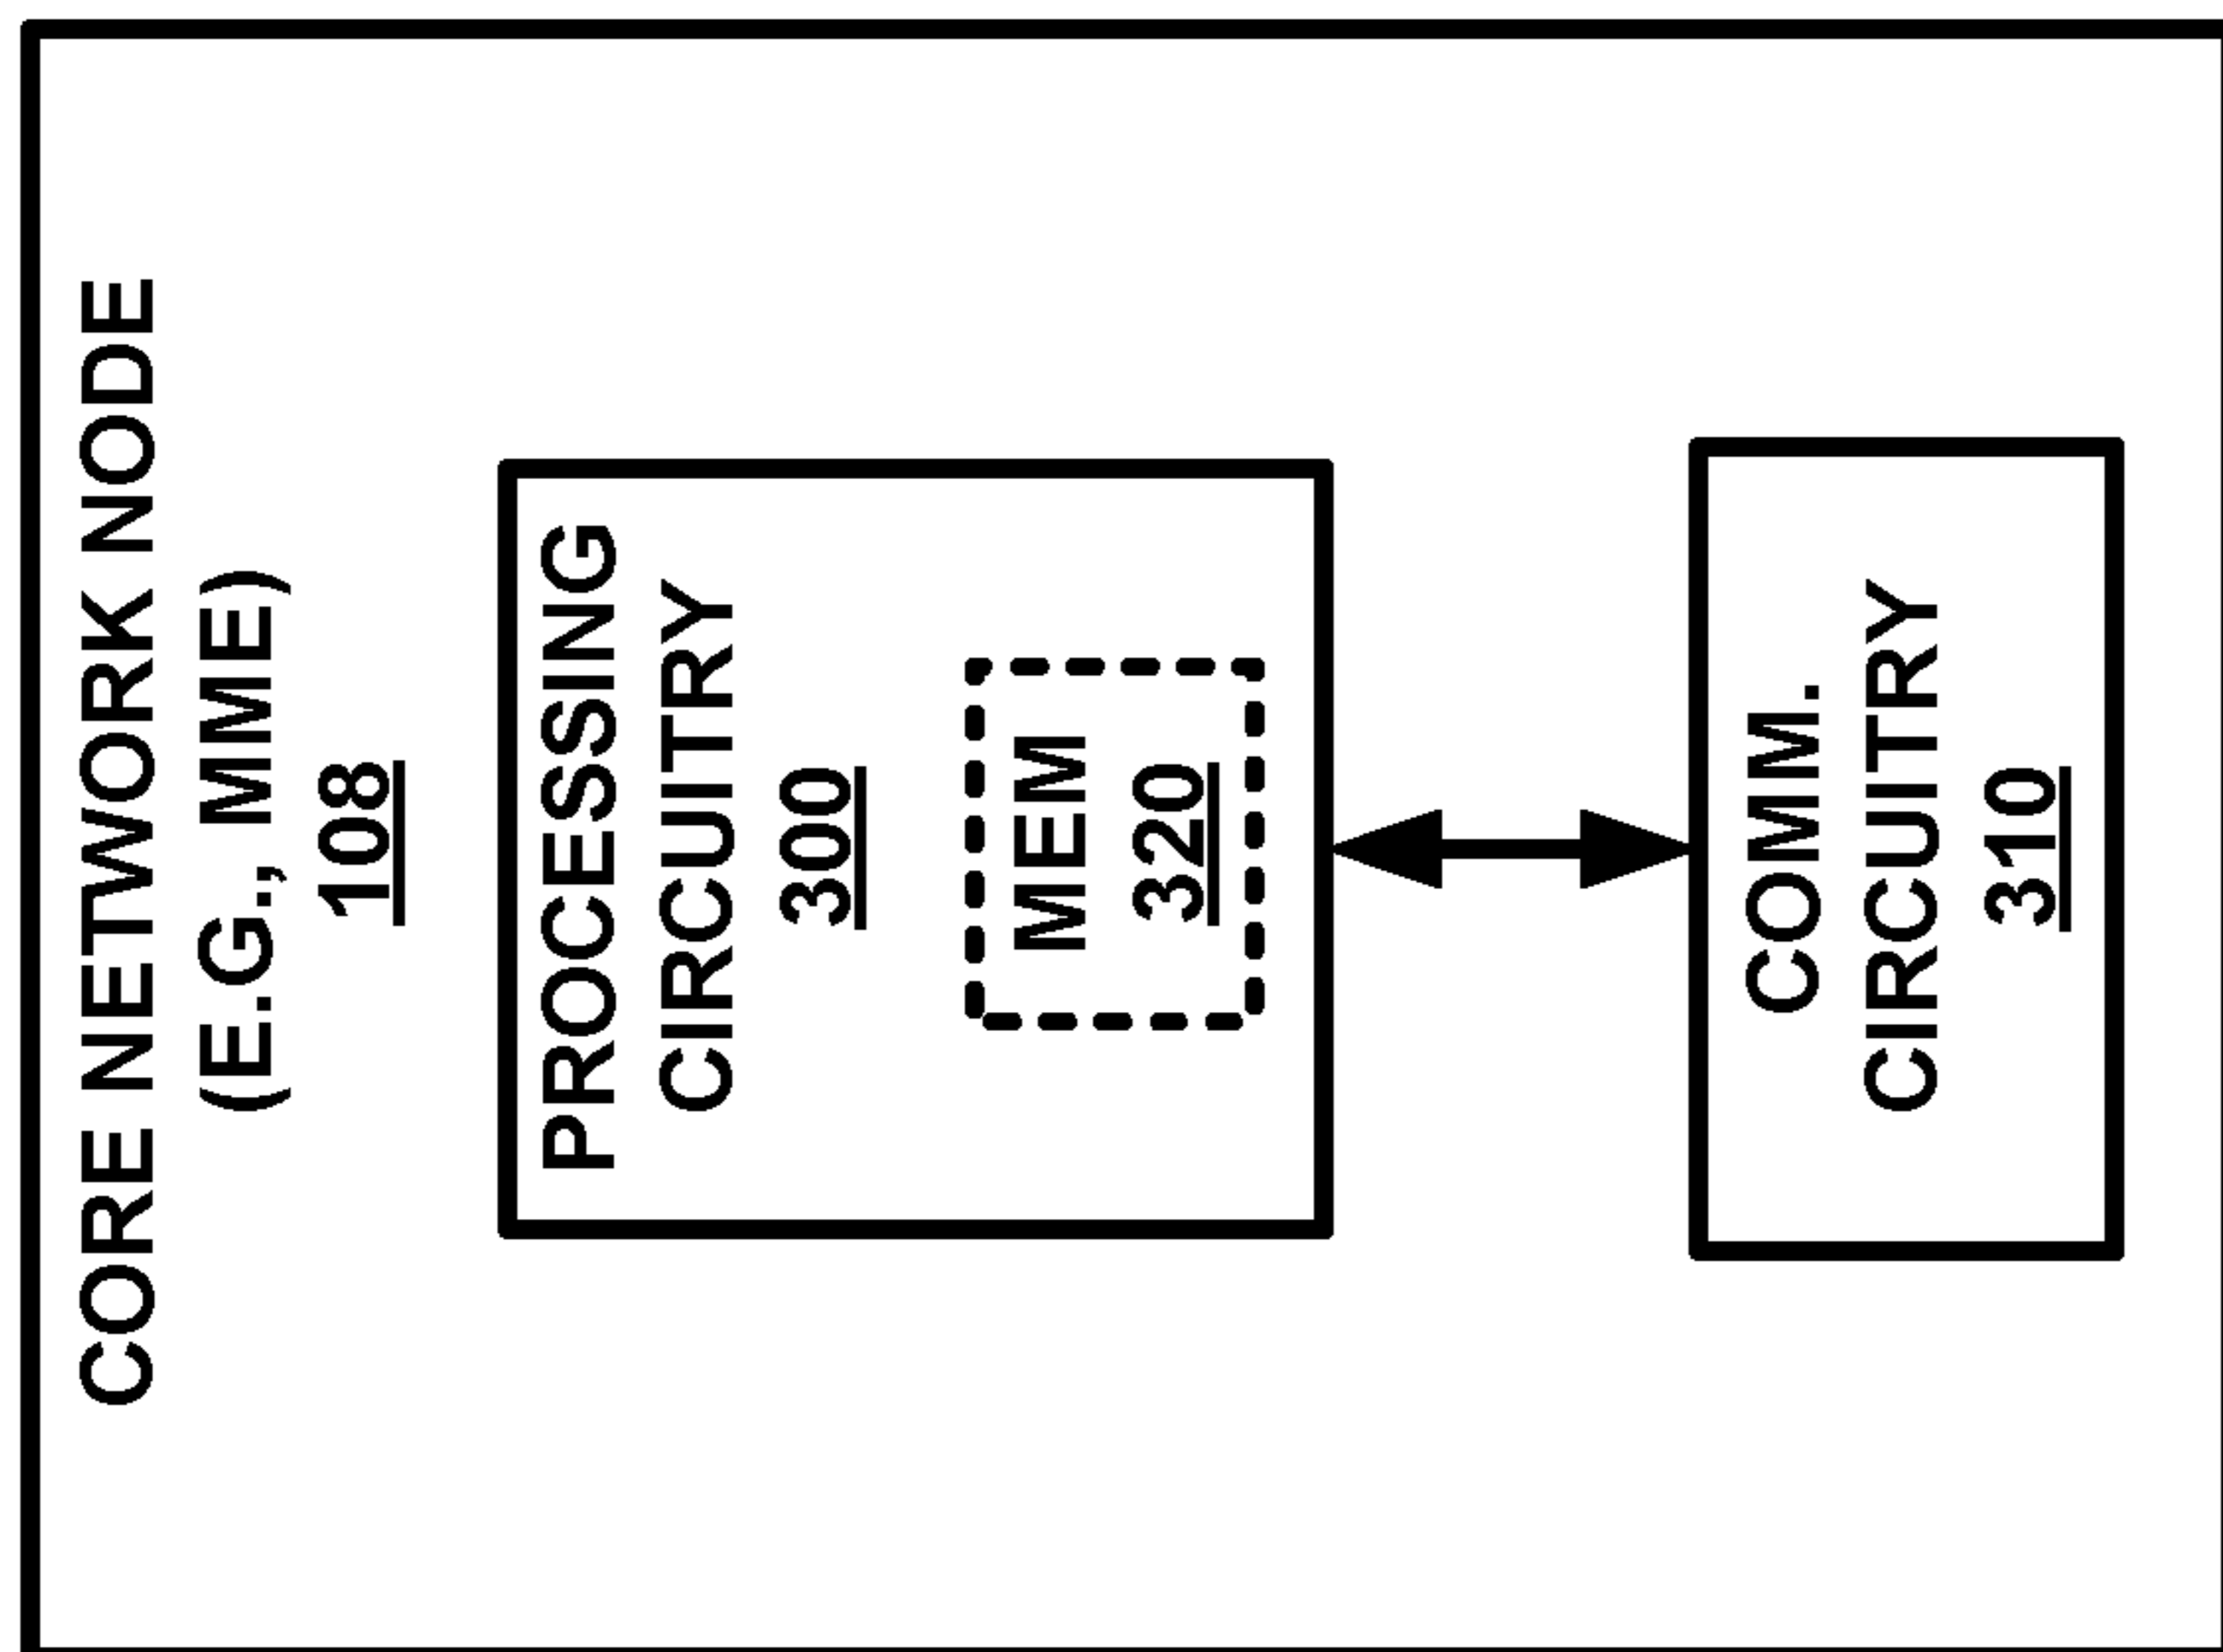 CORE NETWORK NODE
(E.G., MME)
108
PROCESSING
CIRCUITRY
300
MEM
320
COMM.
CIRCUITRY
310